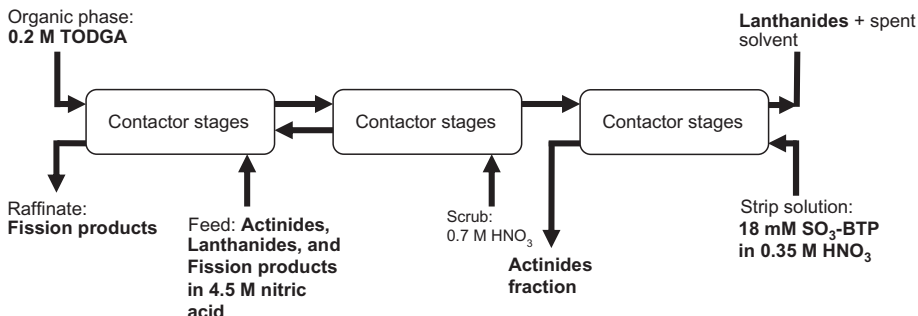 Organic phase:
0.2 M TODGA
Lanthanides + spent
solvent
Contactor stages
Contactor stages
Contactor stages
Raffinate:
Fission products
Feed: Actinides,
Lanthanides, and
Fission products
in 4.5 M nitric
acid
Scrub:
0.7 M HNO₃
Actinides
fraction
Strip solution:
18 mM SO₃-BTP
in 0.35 M HNO₃